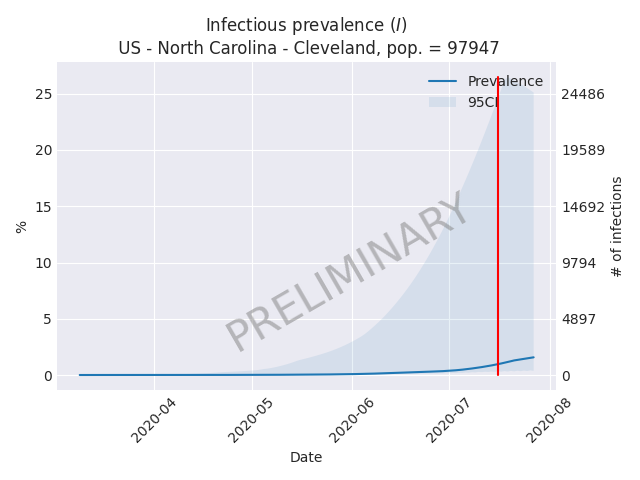 Infectious prevalence (I)
US - North Carolina - Cleveland, pop. = 97947
Prevalence
95CI
25
20
15
10
5
0
%
24486
19589
14692
9794
4897
0
# of infections
PRELIMINARY
2020-04
2020-05
2020-06
2020-07
2020-08
Date